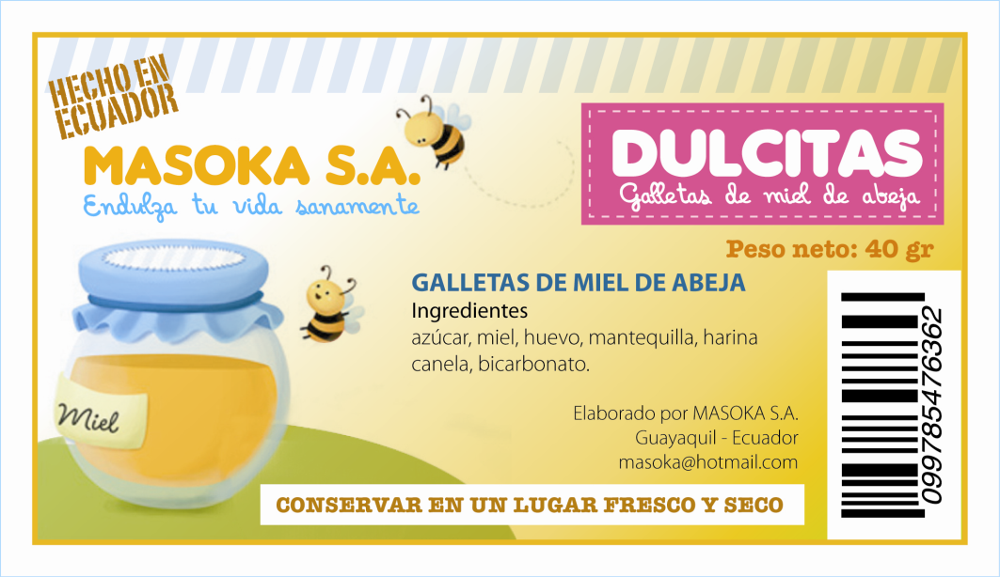 HECHO EN
ECUADOR
MASOKA S.A.
Endulza tu vida sanamente
DULCITAS
Galletas de miel de abeja
Peso neto: 40 gr
GALLETAS DE MIEL DE ABEJA
Ingredientes
azúcar, miel, huevo, mantequilla, harina
canela, bicarbonato.
Miel
Elaborado por MASOKA S.A.
Guayaquil - Ecuador
masoka@hotmail.com
CONSERVAR EN UN LUGAR FRESCO Y SECO
0997885476362